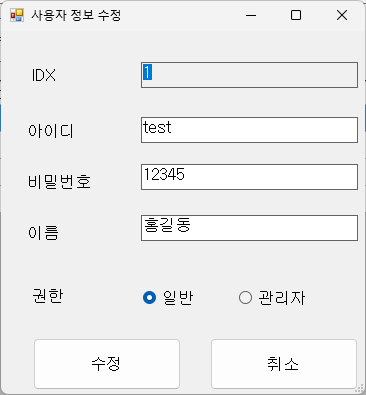 사용자 정보 수정
IDX 1
아이디 test
비밀번호 12345
이름 홍길동
권한 일반 관리자
수정 취소